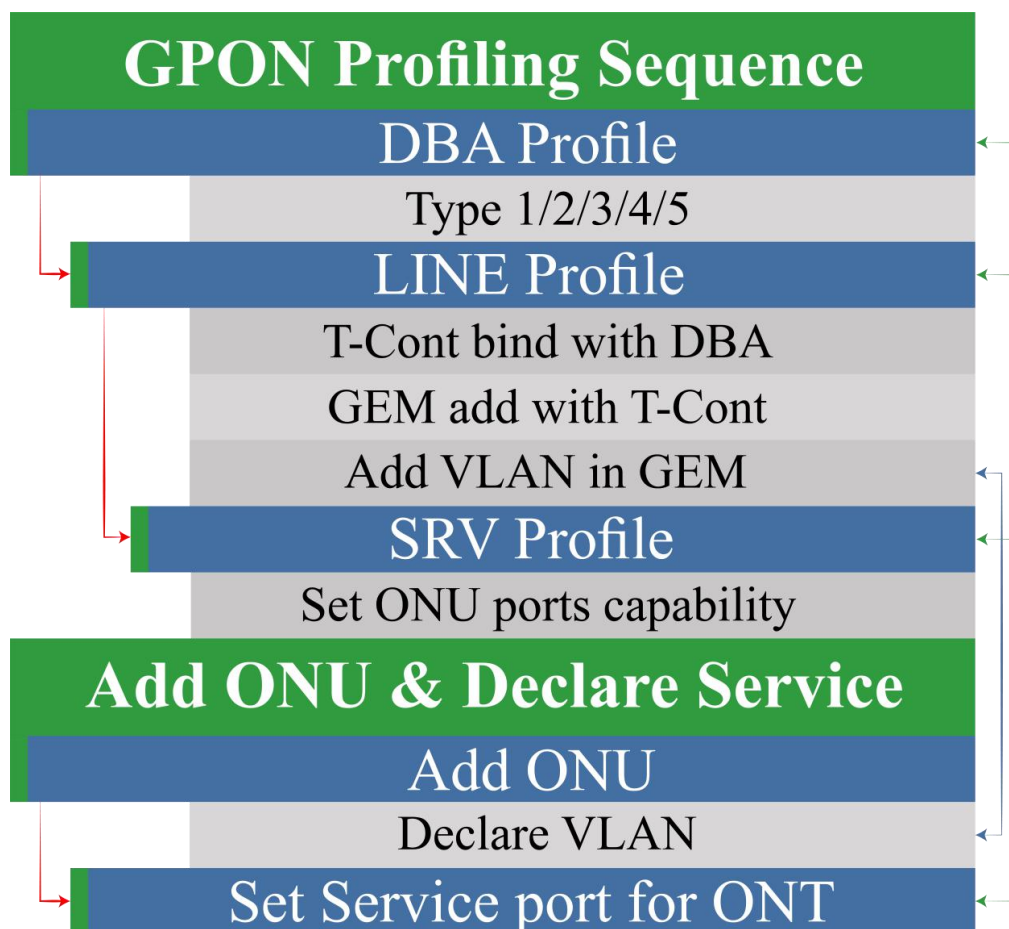 GPON Profiling Sequence
DBA Profile
Type 1/2/3/4/5
LINE Profile
T-Cont bind with DBA
GEM add with T-Cont
Add VLAN in GEM
SRV Profile
Set ONU ports capability
Add ONU & Declare Service
Add ONU
Declare VLAN
Set Service port for ONT